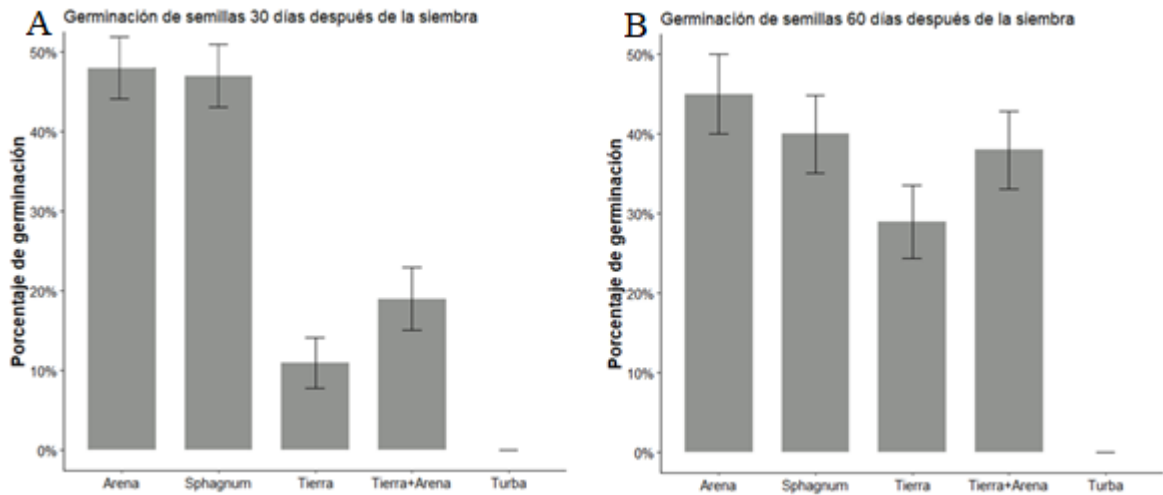 A
Germinación de semillas 30 días después de la siembra
Porcentaje de germinación
50%
40%
30%
20%
10%
0%
Arena Sphagnum Tierra Tierra+Arena Turba
B
Germinación de semillas 60 días después de la siembra
Porcentaje de germinación
50%
40%
30%
20%
10%
0%
Arena Sphagnum Tierra Tierra+Arena Turba